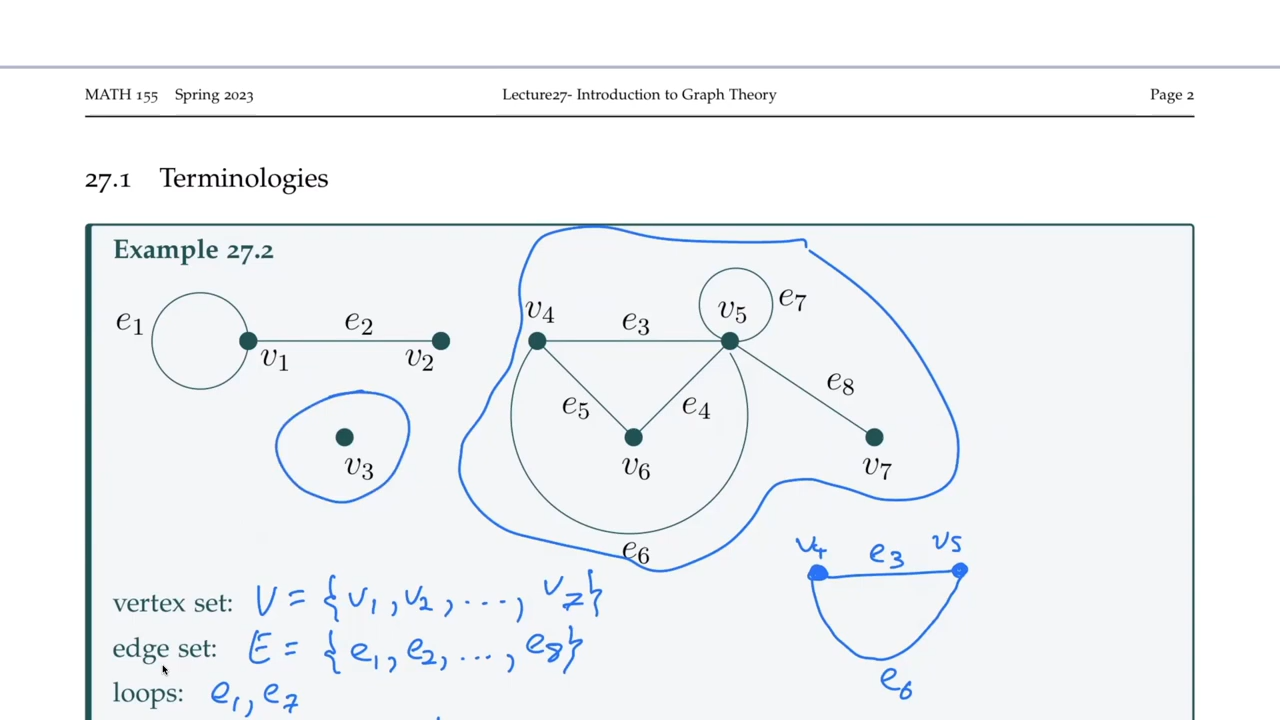 MATH 155 Spring 2023 Lecture27- Introduction to Graph Theory Page 2
27.1 Terminologies
Example 27.2
e1 v1 e2 v2
v3
v4 e3 v5 e7
e5 e4 e8
v6 v7
e6
v4 e3 v5
e6
vertex set: V = {v1, v2, ..., v7}
edge set: E = {e1, e2, ..., e8}
loops: e1, e7